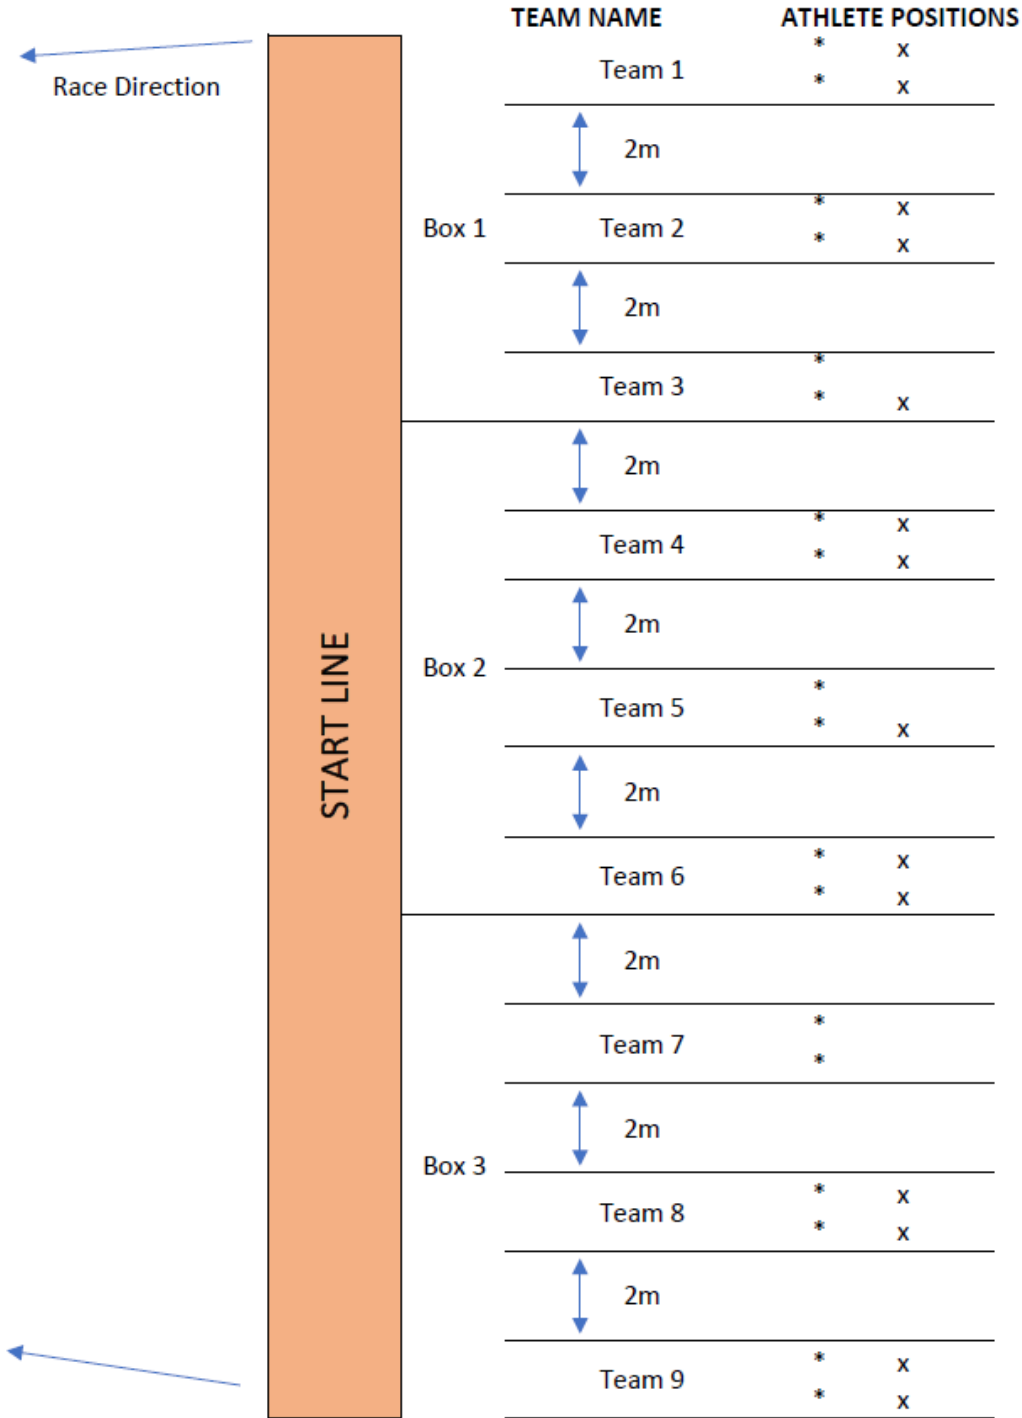 TEAM NAME ATHLETE POSITIONS
* x
Team 1
* x
Race Direction
2m
* x
Box 1 Team 2
* x
2m
*
Team 3
* x
2m
* x
Team 4
* x
2m
START LINE
Box 2
*
Team 5
* x
2m
* x
Team 6
* x
2m
*
Team 7
*
2m
Box 3
* x
Team 8
* x
2m
* x
Team 9
* x